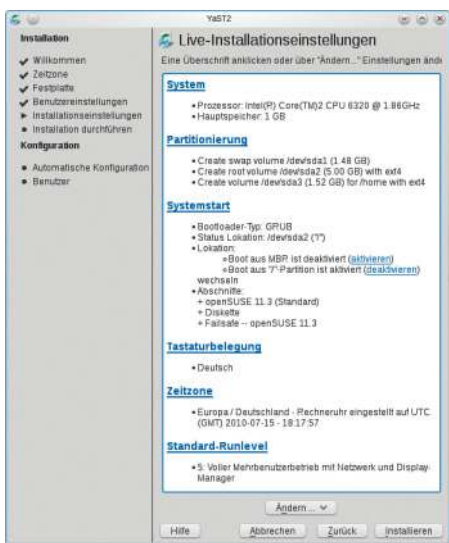 YaST2
Installation
Willkommen
Zeitzone
Festplatte
Benutzereinstellungen
Installationseinstellungen
Installation durchführen
Konfiguration
Automatische Konfiguration
Benutzer
Live-Installationseinstellungen
Eine Überschrift anklicken oder über "Ändern..." Einstellungen ände
System
Prozessor: Intel(R) Core(TM)2 CPU 6320 @ 1.86GHz
Hauptspeicher: 1 GB
Partitionierung
Create swap volume /dev/sda1 (1.48 GB)
Create root volume /dev/sda2 (5.00 GB) with ext4
Create volume /dev/sda3 (1.52 GB) for /home with ext4
Systemstart
Bootloader-Typ: GRUB
Status Lokation: /dev/sda2 ("/")
Lokation:
Boot aus MBR ist deaktiviert (aktivieren)
Boot aus "/"-Partition ist aktiviert (deaktivieren)
wechseln
Abschnitte:
+ openSUSE 11.3 (Standard)
+ Diskette
+ Failsafe -- openSUSE 11.3
Tastaturbelegung
Deutsch
Zeitzone
Europa / Deutschland - Rechneruhr eingestellt auf UTC
(GMT) 2010-07-15 - 18:17:57
Standard-Runlevel
5: Voller Mehrbenutzerbetrieb mit Netzwerk und Display-
Manager
Ändern...
Hilfe
Abbrechen
Zurück
Installieren